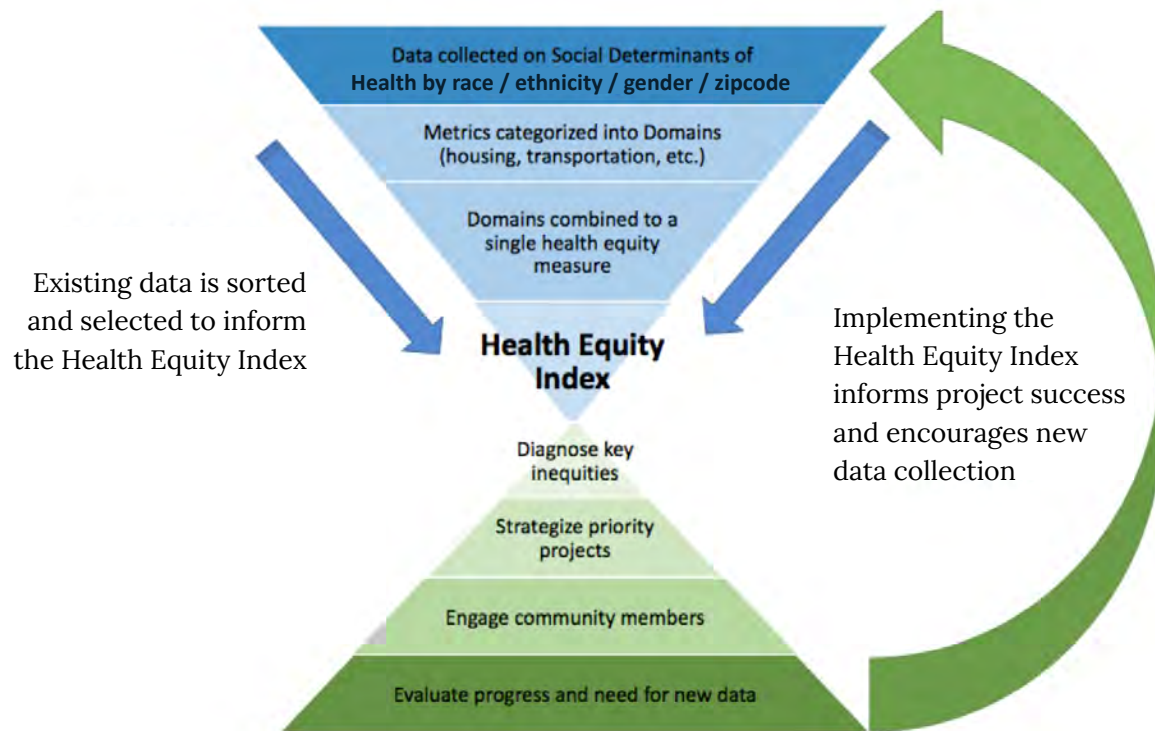 Data collected on Social Determinants of
Health by race / ethnicity / gender / zipcode
Metrics categorized into Domains
(housing, transportation, etc.)
Domains combined to a
single health equity
measure
Existing data is sorted
and selected to inform
the Health Equity Index
Health Equity
Index
Implementing the
Health Equity Index
informs project success
and encourages new
data collection
Diagnose key
inequities
Strategize priority
projects
Engage community members
Evaluate progress and need for new data